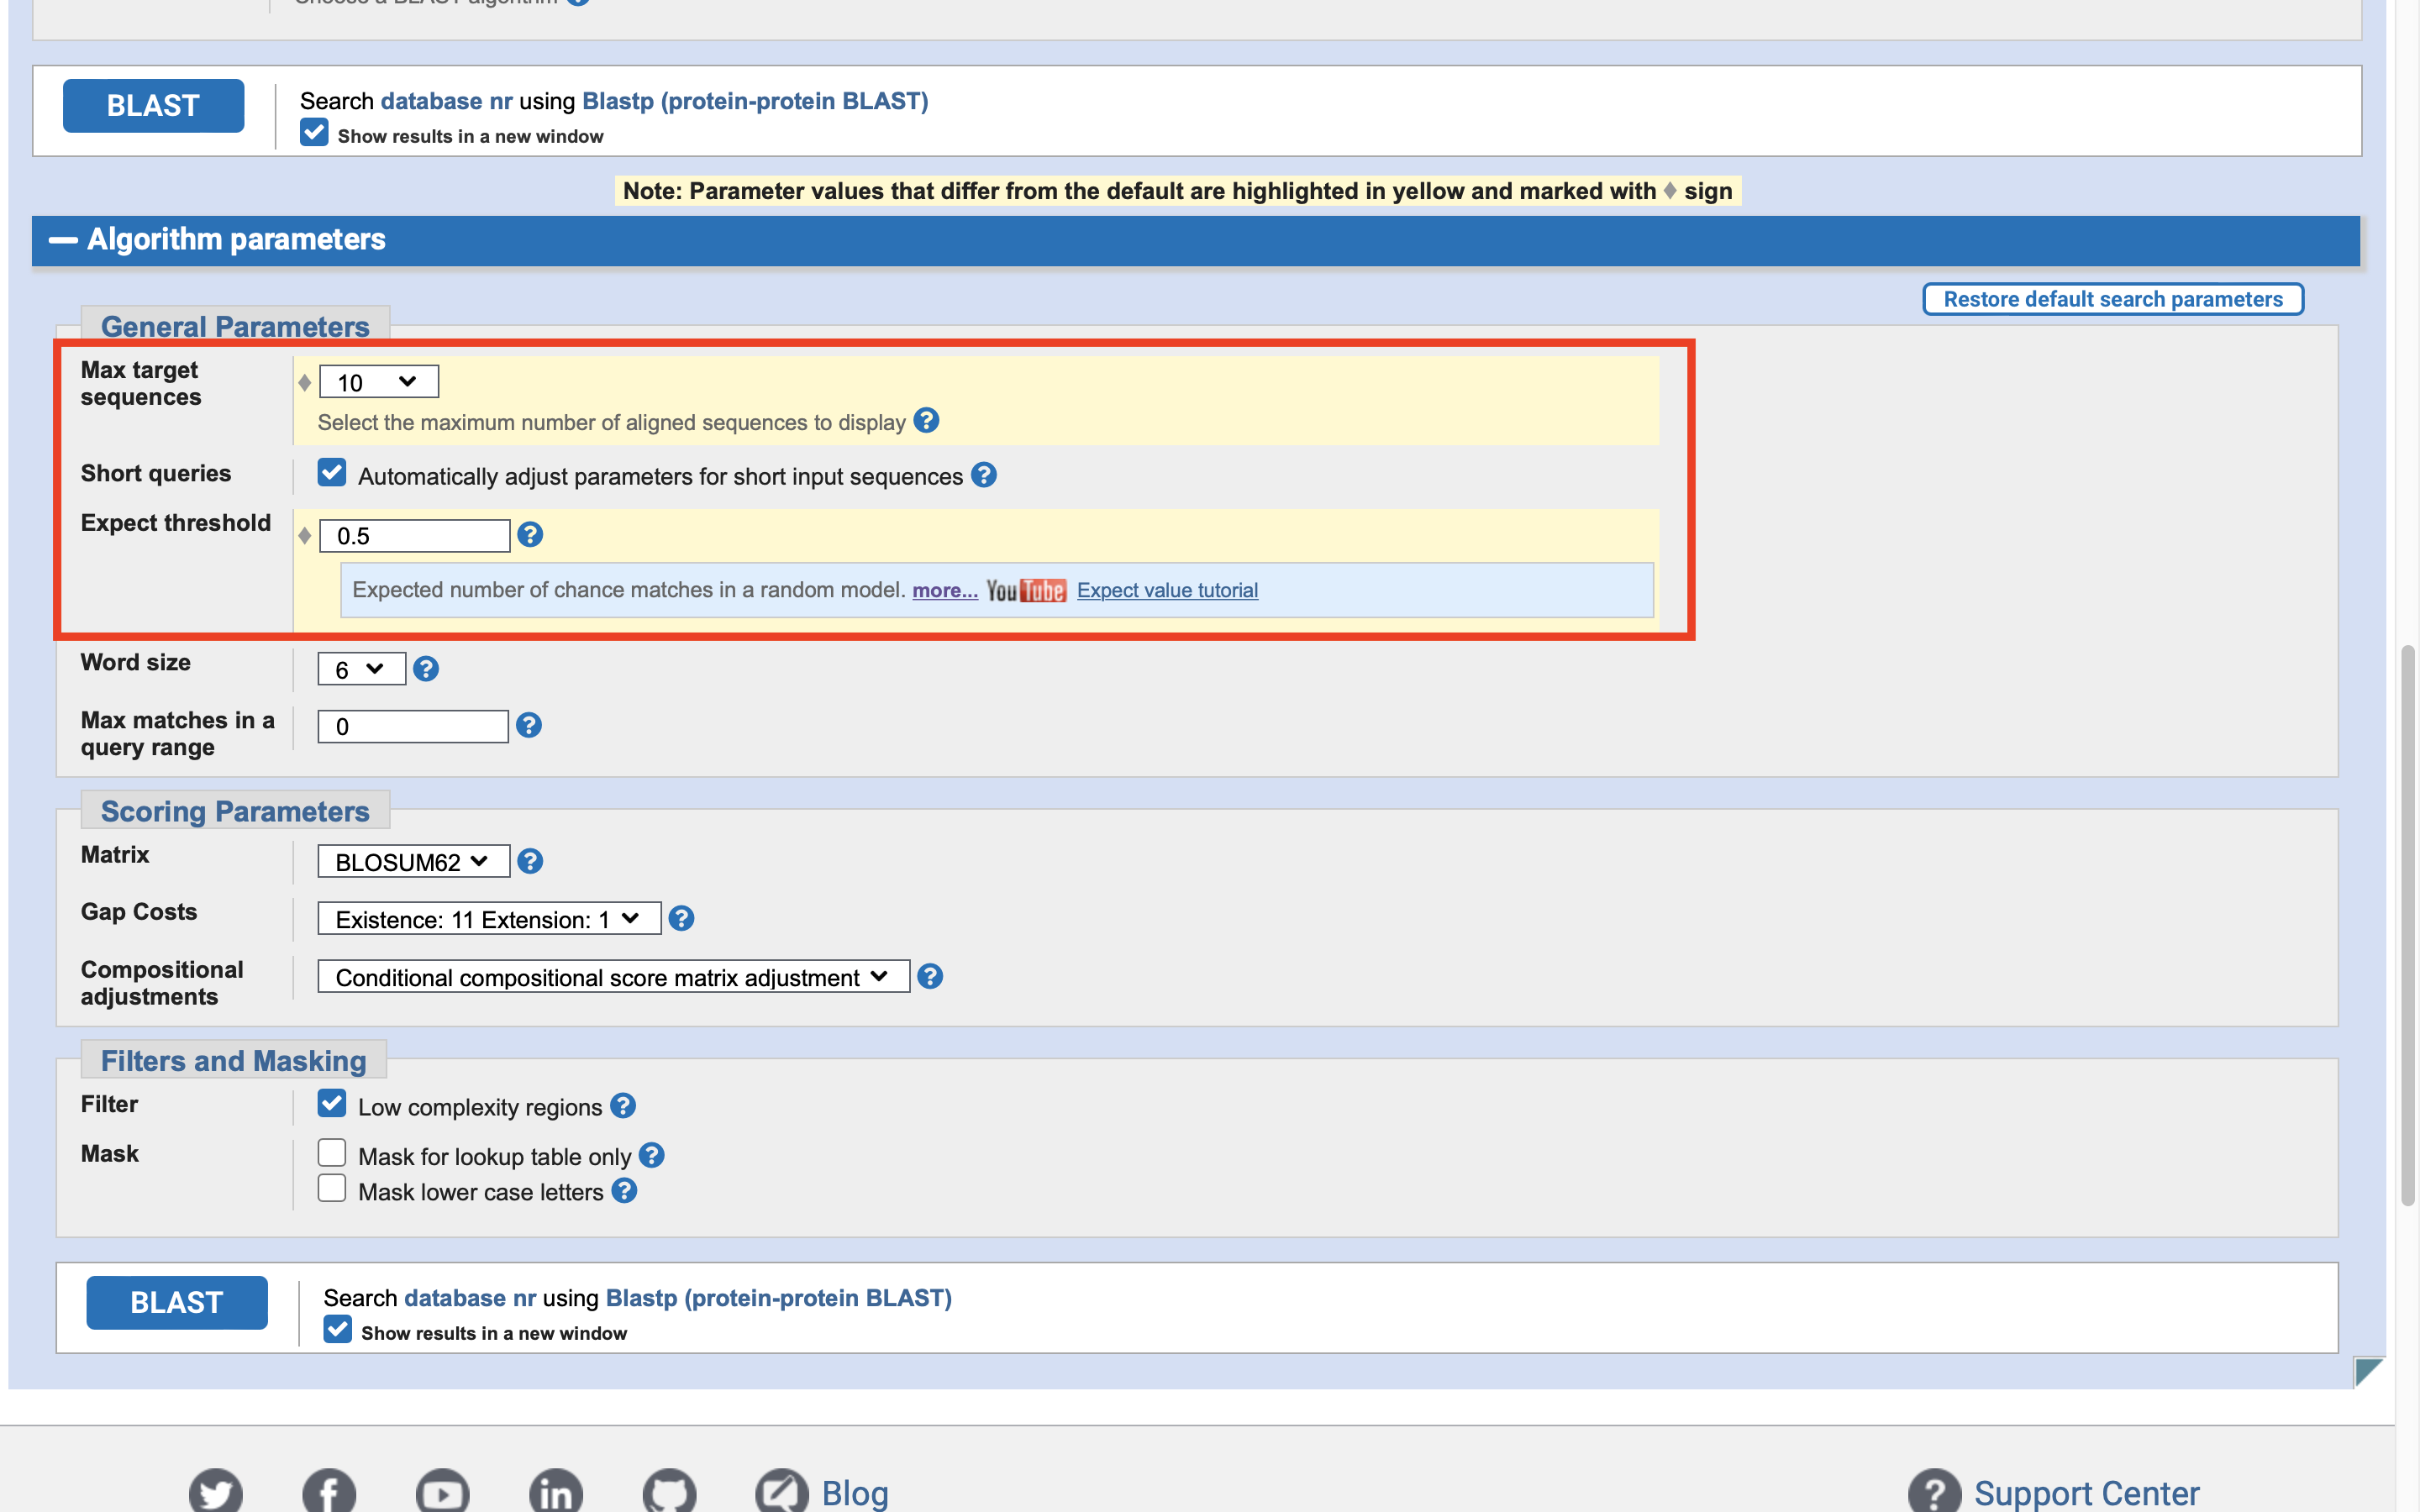 Choose a BLAST algorithm
BLAST
Search database nr using Blastp (protein-protein BLAST)
Show results in a new window
Note: Parameter values that differ from the default are highlighted in yellow and marked with ♦ sign
Algorithm parameters
Restore default search parameters
General Parameters
Max target
sequences
♦ 10
Select the maximum number of aligned sequences to display ?
Short queries
Automatically adjust parameters for short input sequences ?
Expect threshold
♦ 0.5 ?
Expected number of chance matches in a random model. more... YouTube Expect value tutorial
Word size
6 ?
Max matches in a
query range
0 ?
Scoring Parameters
Matrix
BLOSUM62 ?
Gap Costs
Existence: 11 Extension: 1 ?
Compositional
adjustments
Conditional compositional score matrix adjustment ?
Filters and Masking
Filter
Low complexity regions ?
Mask
Mask for lookup table only ?
Mask lower case letters ?
BLAST
Search database nr using Blastp (protein-protein BLAST)
Show results in a new window
Blog
? Support Center